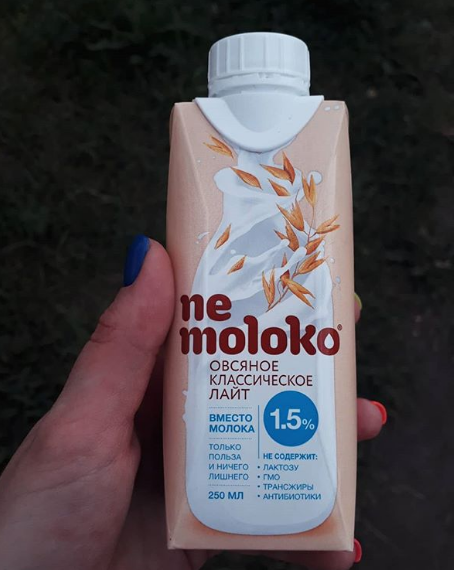 ne
moloko®
ОВСЯНОЕ
КЛАССИЧЕСКОЕ
ЛАЙТ
ВМЕСТО
МОЛОКА
ТОЛЬКО
ПОЛЬЗА
И НИЧЕГО
ЛИШНЕГО
250 МЛ
1.5%
НЕ СОДЕРЖИТ:
• ЛАКТОЗУ
• ГМО
• ТРАНСЖИРЫ
• АНТИБИОТИКИ